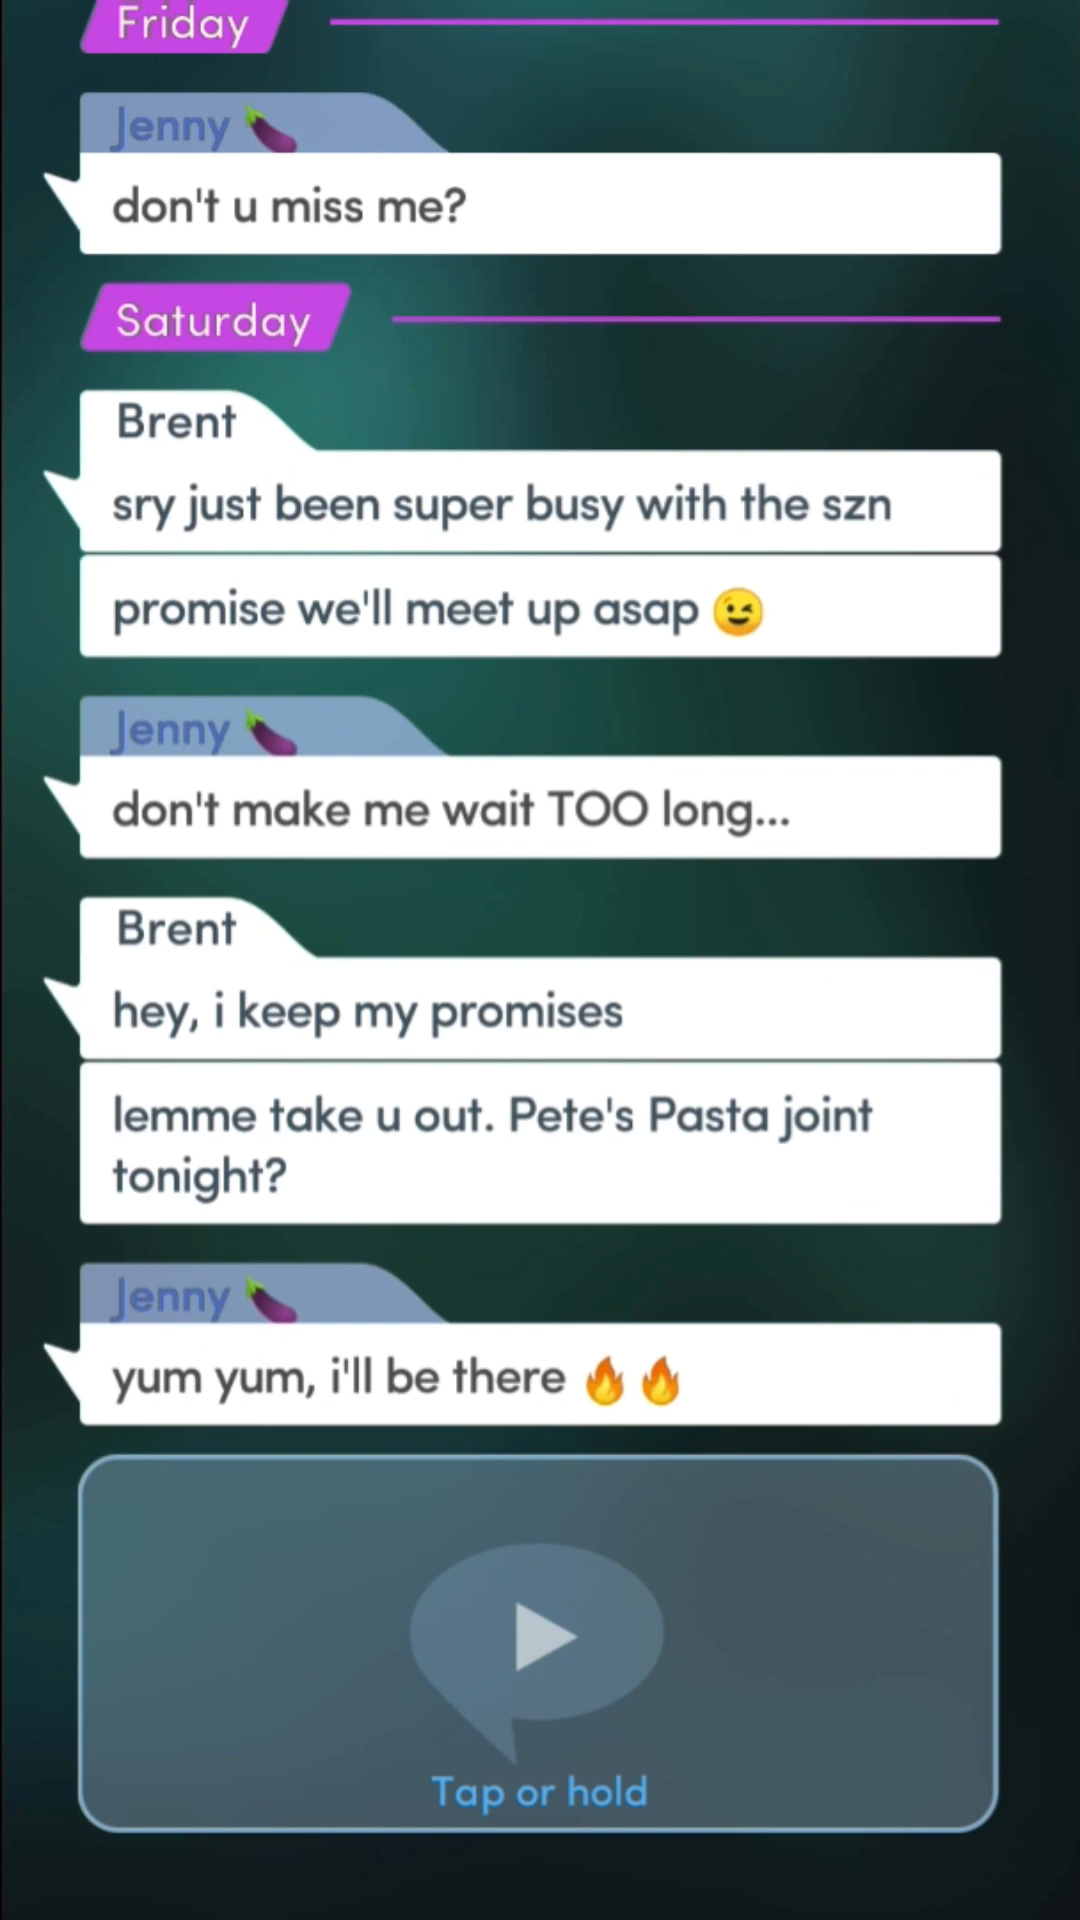 Friday
Jenny 🍆
don't u miss me?
Saturday
Brent
sry just been super busy with the szn
promise we'll meet up asap 😉
Jenny 🍆
don't make me wait TOO long...
Brent
hey, i keep my promises
lemme take u out. Pete's Pasta joint
tonight?
Jenny 🍆
yum yum, i'll be there 🔥🔥
Tap or hold